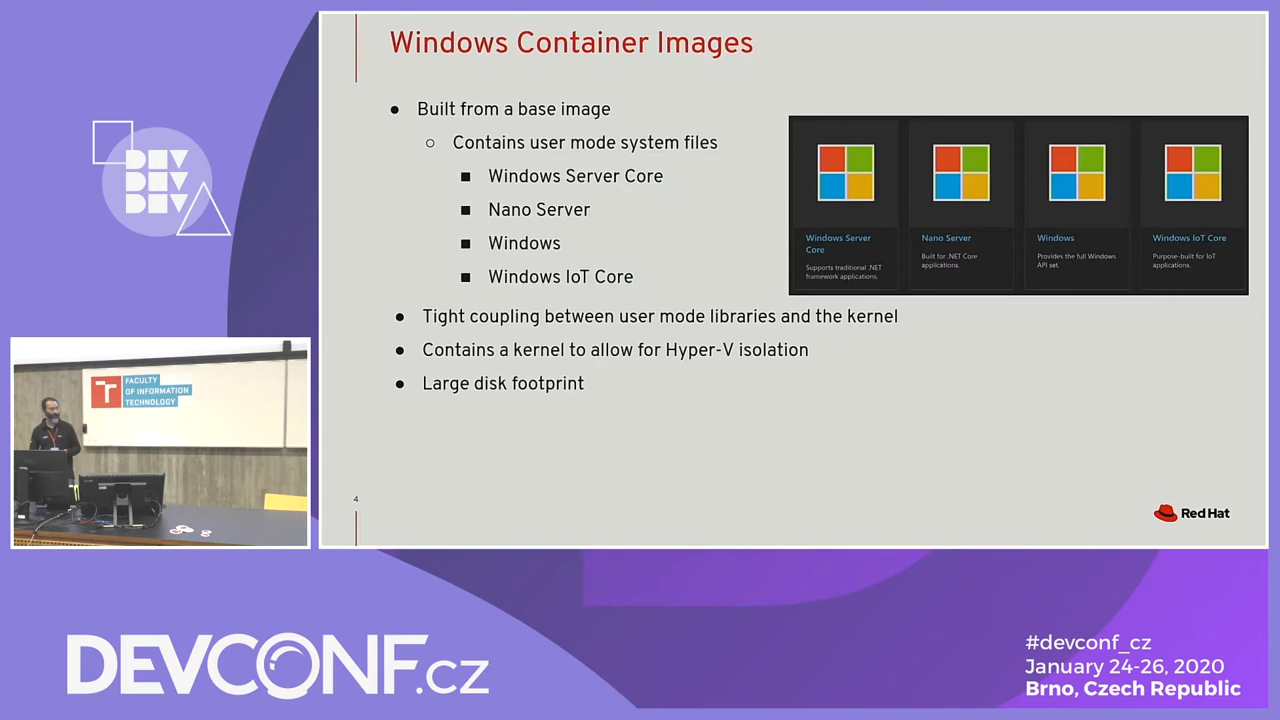 DEV
DEV
DEV
FACULTY
OF INFORMATION
TECHNOLOGY
Windows Container Images
● Built from a base image
○ Contains user mode system files
■ Windows Server Core
■ Nano Server
■ Windows
■ Windows IoT Core
● Tight coupling between user mode libraries and the kernel
● Contains a kernel to allow for Hyper-V isolation
● Large disk footprint
Windows Server
Core
Supports traditional .NET
framework applications.
Nano Server
Built for .NET Core
applications.
Windows
Provides the full Windows
API set.
Windows IoT Core
Purpose-built for IoT
applications.
4
Red Hat
DEVCONF.cz
#devconf_cz
January 24-26, 2020
Brno, Czech Republic